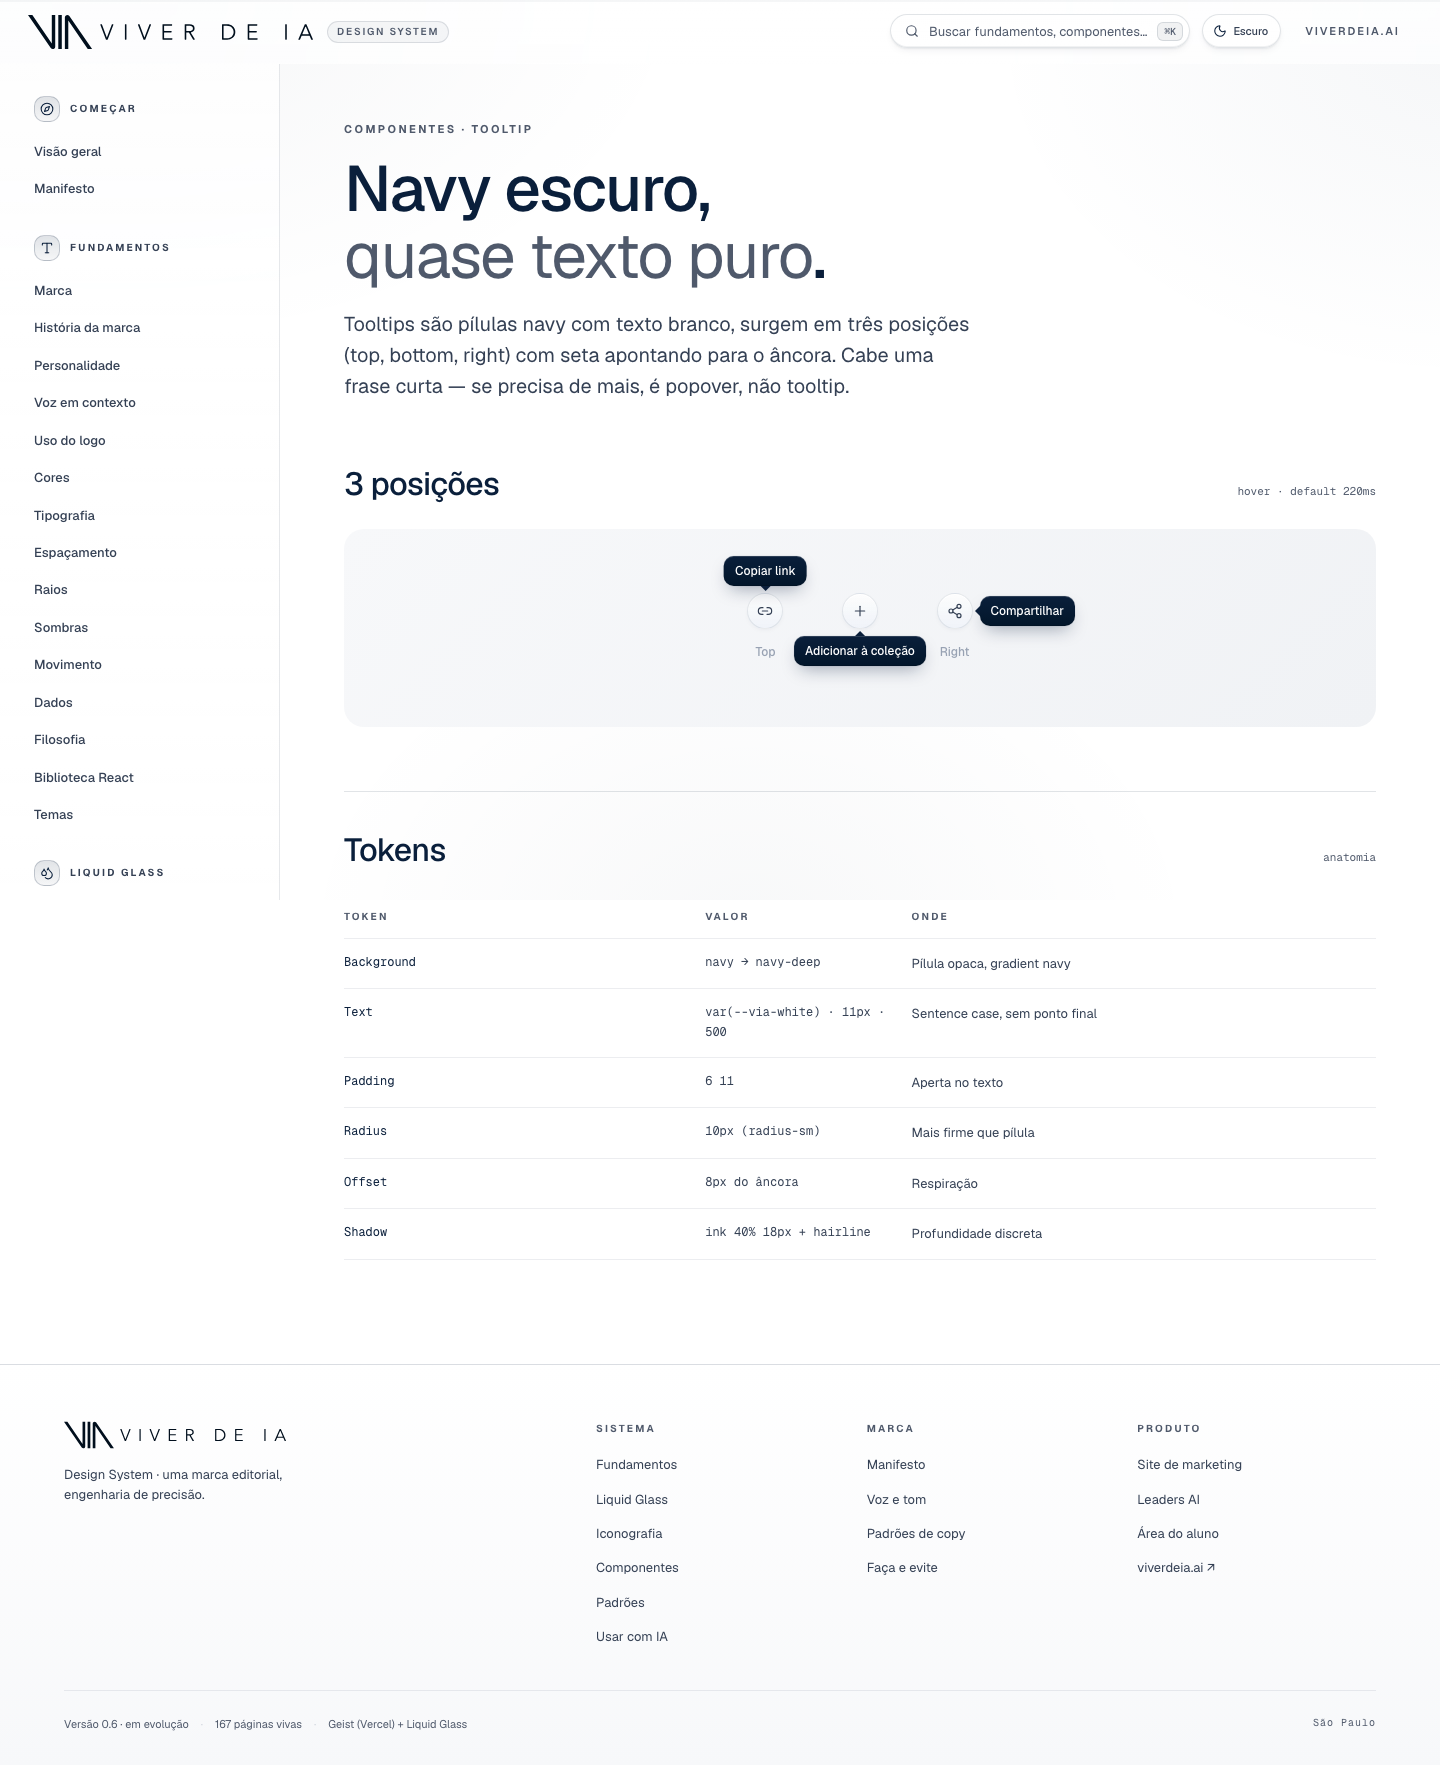 VIVER DE IA
DESIGN SYSTEM
Buscar fundamentos, componentes...
⌘K
Escuro
VIVERDEIA.AI
COMEÇAR
Visão geral
Manifesto
FUNDAMENTOS
Marca
História da marca
Personalidade
Voz em contexto
Uso do logo
Cores
Tipografia
Espaçamento
Raios
Sombras
Movimento
Dados
Filosofia
Biblioteca React
Temas
LIQUID GLASS
COMPONENTES · TOOLTIP
Navy escuro,
quase texto puro.
Tooltips são pílulas navy com texto branco, surgem em três posições
(top, bottom, right) com seta apontando para o âncora. Cabe uma
frase curta — se precisa de mais, é popover, não tooltip.
3 posições
hover · default 220ms
Copiar link
Compartilhar
Top
Adicionar à coleção
Right
Tokens
anatomia
TOKEN VALOR ONDE
Background navy → navy-deep Pílula opaca, gradient navy
Text var(--via-white) · 11px · Sentence case, sem ponto final
500
Padding 6 11 Aperta no texto
Radius 10px (radius-sm) Mais firme que pílula
Offset 8px do âncora Respiração
Shadow ink 40% 18px + hairline Profundidade discreta
VIVER DE IA
Design System · uma marca editorial,
engenharia de precisão.
SISTEMA
Fundamentos
Liquid Glass
Iconografia
Componentes
Padrões
Usar com IA
MARCA
Manifesto
Voz e tom
Padrões de copy
Faça e evite
PRODUTO
Site de marketing
Leaders AI
Área do aluno
viverdeia.ai ↗
Versão 0.6 · em evolução · 167 páginas vivas · Geist (Vercel) + Liquid Glass
São Paulo